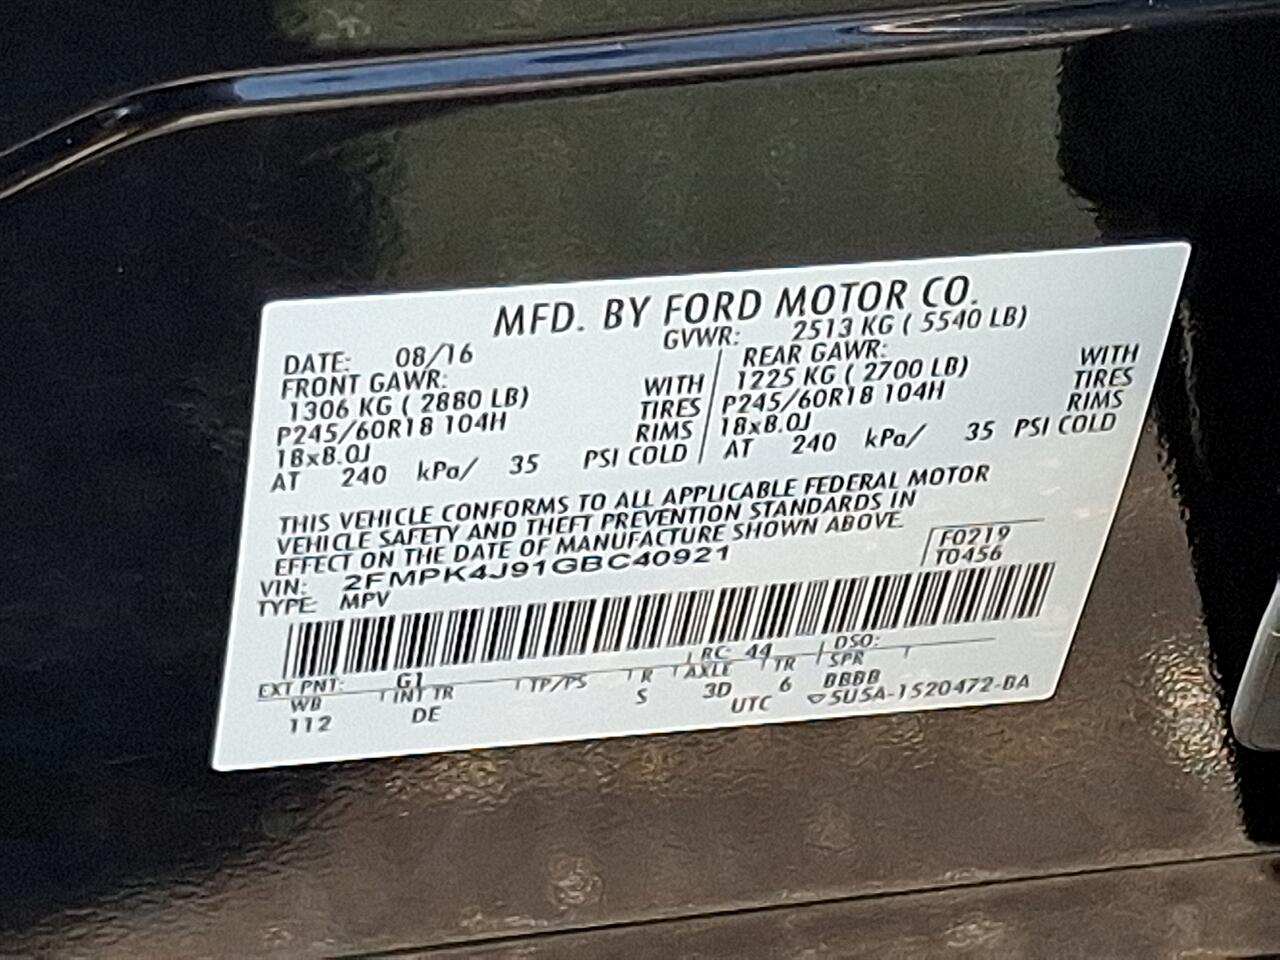 MFD. BY FORD MOTOR CO.
DATE: 08/16 GVWR: 2513 KG ( 5540 LB)
FRONT GAWR: REAR GAWR:
1306 KG ( 2880 LB) WITH 1225 KG ( 2700 LB) WITH
P245/60R18 104H TIRES P245/60R18 104H TIRES
18x8.0J RIMS 18x8.0J RIMS
AT 240 kPa/ 35 PSI COLD AT 240 kPa/ 35 PSI COLD
THIS VEHICLE CONFORMS TO ALL APPLICABLE FEDERAL MOTOR
VEHICLE SAFETY AND THEFT PREVENTION STANDARDS IN
EFFECT ON THE DATE OF MANUFACTURE SHOWN ABOVE.
VIN: 2FMPK4J91GBC40921 F0219
TYPE: MPV T0456
EXT PNT: G1 RC: 44 DSO:
WB INT TR TP/PS R AXLE TR SPR
112 DE S 3D 6 BBBB
UTC 5U5A-1520472-BA